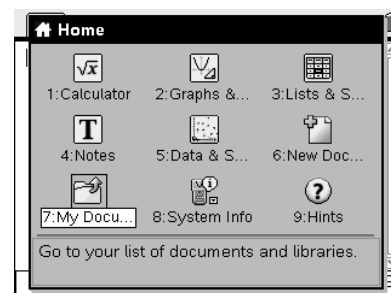 Home
√x
1:Calculator 2:Graphs &... 3:Lists & S...
T
4:Notes 5:Data & S... 6:New Doc...
?
7:My Docu... 8:System Info 9:Hints
Go to your list of documents and libraries.